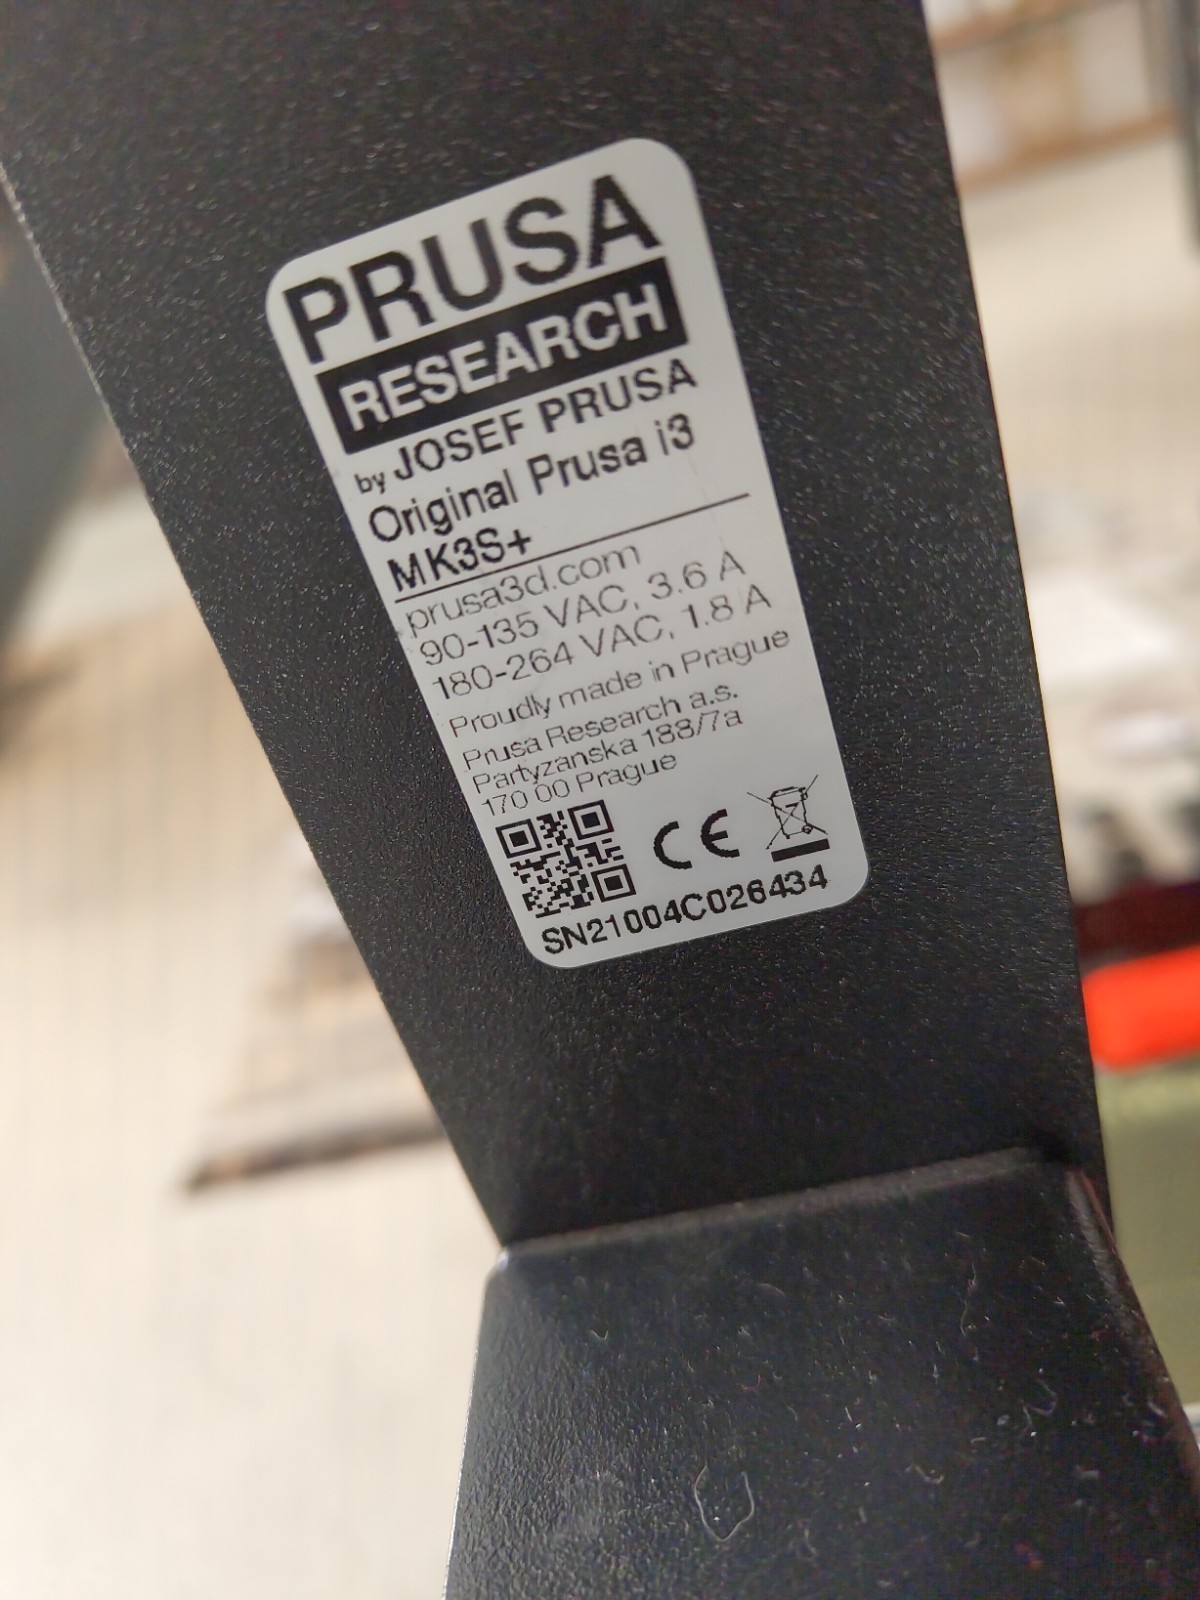 PRUSA
RESEARCH
by JOSEF PRUSA
Original Prusa i3
MK3S+
prusa3d.com
90-135 VAC, 3.6 A
180-264 VAC, 1.8 A
Proudly made in Prague
Prusa Research a.s.
Partyzanska 188/7a
170 00 Prague
CE
SN21004C026434